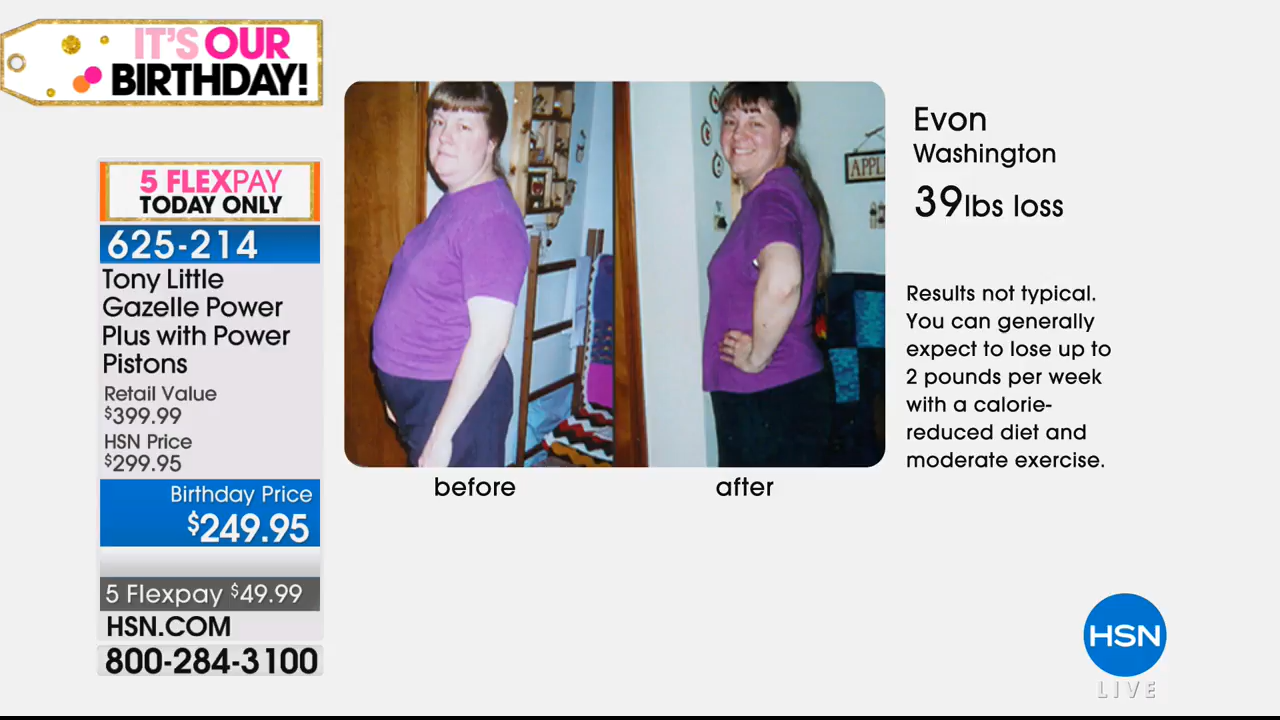 IT'S OUR
BIRTHDAY!
5 FLEXPAY
TODAY ONLY
625-214
Tony Little
Gazelle Power
Plus with Power
Pistons
Retail Value
$399.99
HSN Price
$299.95
Birthday Price
$249.95
5 Flexpay $49.99
HSN.COM
800-284-3100
APPL
before
after
Evon
Washington
39lbs loss
Results not typical.
You can generally
expect to lose up to
2 pounds per week
with a calorie-
reduced diet and
moderate exercise.
HSN
LIVE